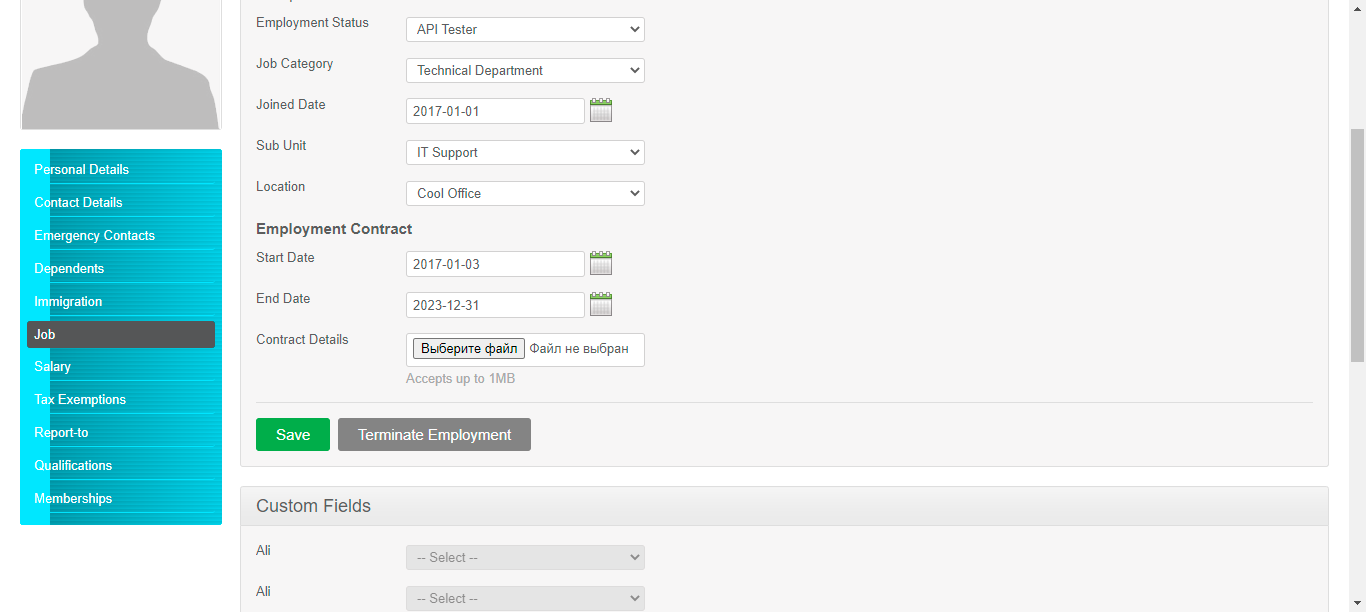 Employment Status
API Tester
Job Category
Technical Department
Joined Date
2017-01-01
Sub Unit
IT Support
Location
Cool Office
Employment Contract
Start Date
2017-01-03
End Date
2023-12-31
Contract Details
Выберите файл Файл не выбран
Accepts up to 1MB
Save
Terminate Employment
Personal Details
Contact Details
Emergency Contacts
Dependents
Immigration
Job
Salary
Tax Exemptions
Report-to
Qualifications
Memberships
Custom Fields
Ali
-- Select --
Ali
-- Select --